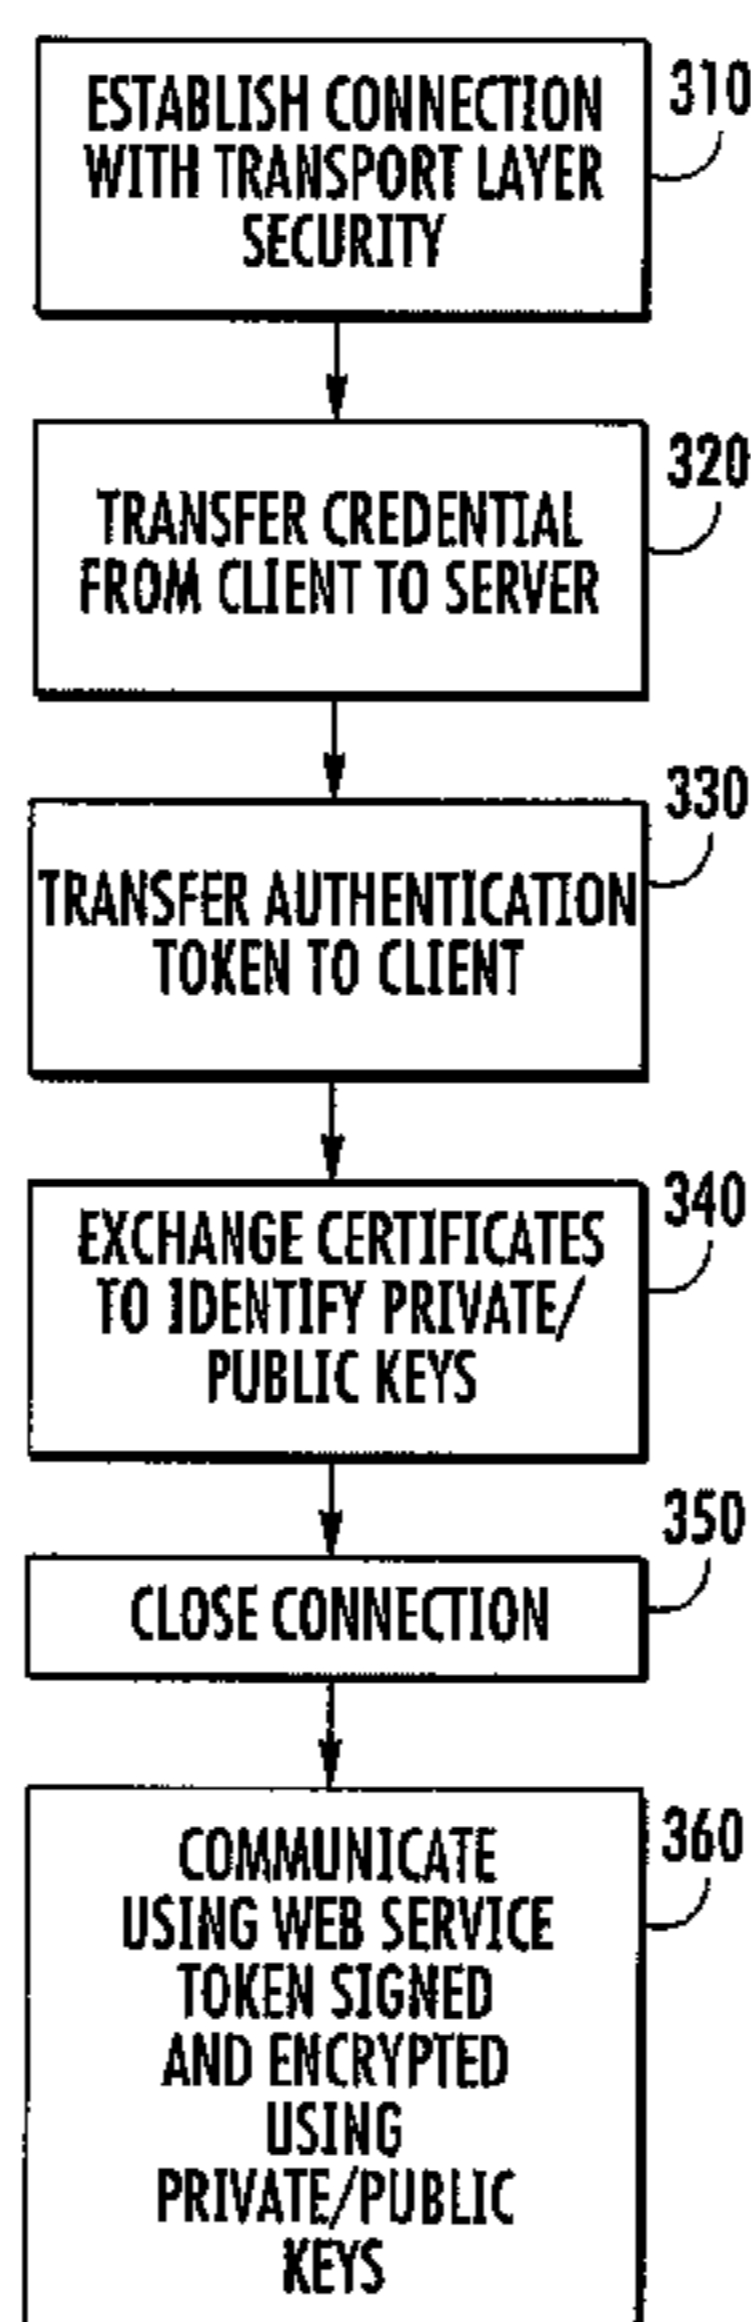 310
ESTABLISH CONNECTION
WITH TRANSPORT LAYER
SECURITY
320
TRANSFER CREDENTIAL
FROM CLIENT TO SERVER
330
TRANSFER AUTHENTICATION
TOKEN TO CLIENT
340
EXCHANGE CERTIFICATES
TO IDENTIFY PRIVATE/
PUBLIC KEYS
350
CLOSE CONNECTION
360
COMMUNICATE
USING WEB SERVICE
TOKEN SIGNED
AND ENCRYPTED
USING
PRIVATE/PUBLIC
KEYS